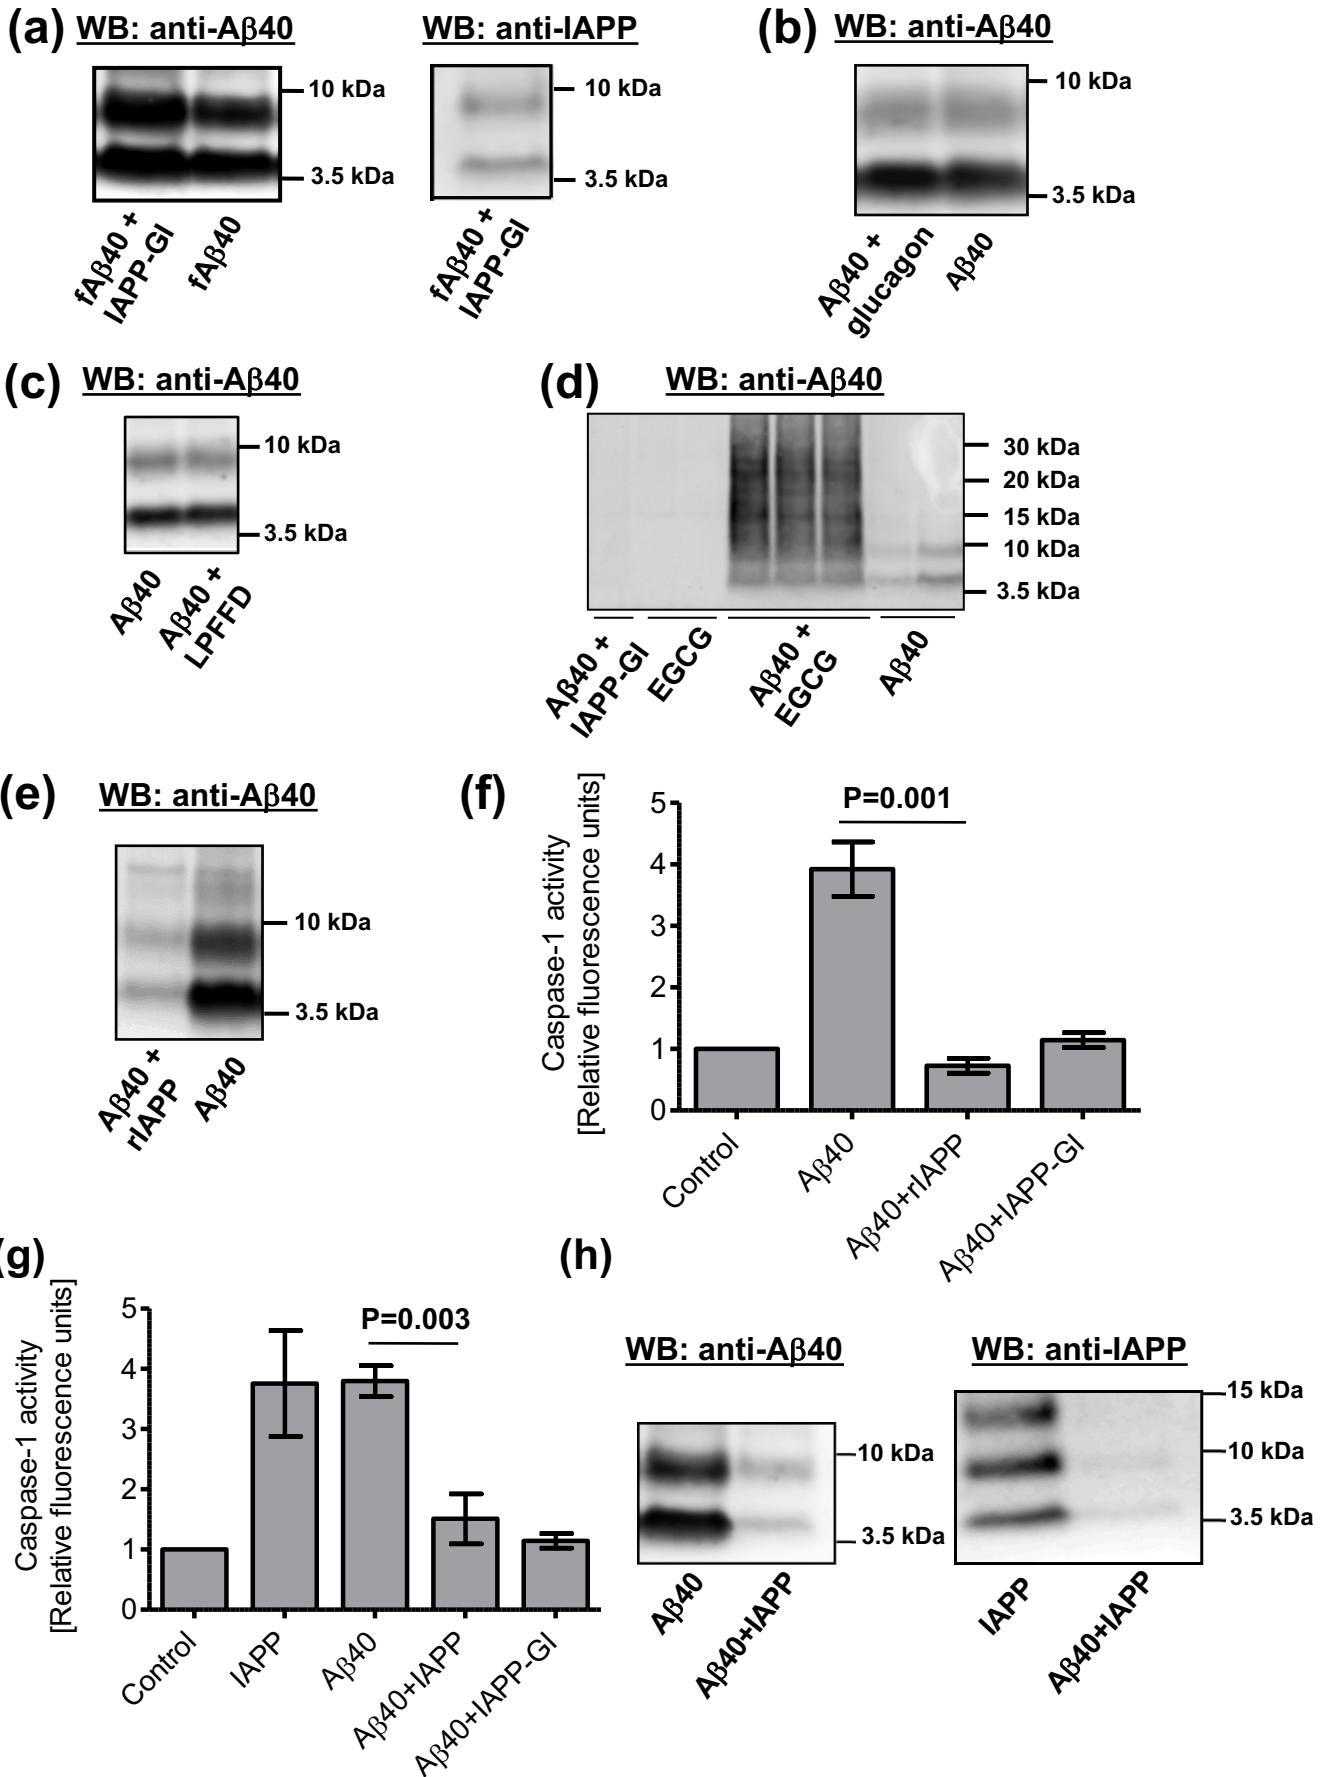 (a)
WB: anti-Aβ40
WB: anti-IAPP
10 kDa
3.5 kDa
10 kDa
3.5 kDa
fAβ40 +
IAPP-GI
fAβ40
fAβ40 +
IAPP-GI
(b)
WB: anti-Aβ40
10 kDa
3.5 kDa
Aβ40 +
glucagon
Aβ40
(c)
WB: anti-Aβ40
10 kDa
3.5 kDa
Aβ40
Aβ40 +
LPFFD
(d)
WB: anti-Aβ40
30 kDa
20 kDa
15 kDa
10 kDa
3.5 kDa
Aβ40 +
IAPP-GI
EGCG
Aβ40 +
EGCG
Aβ40
(e)
WB: anti-Aβ40
10 kDa
3.5 kDa
Aβ40 +
rIAPP
Aβ40
(f)
Caspase-1 activity
[Relative fluorescence units]
5
4
3
2
1
0
P=0.001
Control
Aβ40
Aβ40+rIAPP
Aβ40+IAPP-GI
(g)
Caspase-1 activity
[Relative fluorescence units]
5
4
3
2
1
0
P=0.003
Control
IAPP
Aβ40
Aβ40+IAPP
Aβ40+IAPP-GI
(h)
WB: anti-Aβ40
10 kDa
3.5 kDa
Aβ40
Aβ40+IAPP
WB: anti-IAPP
15 kDa
10 kDa
3.5 kDa
IAPP
Aβ40+IAPP